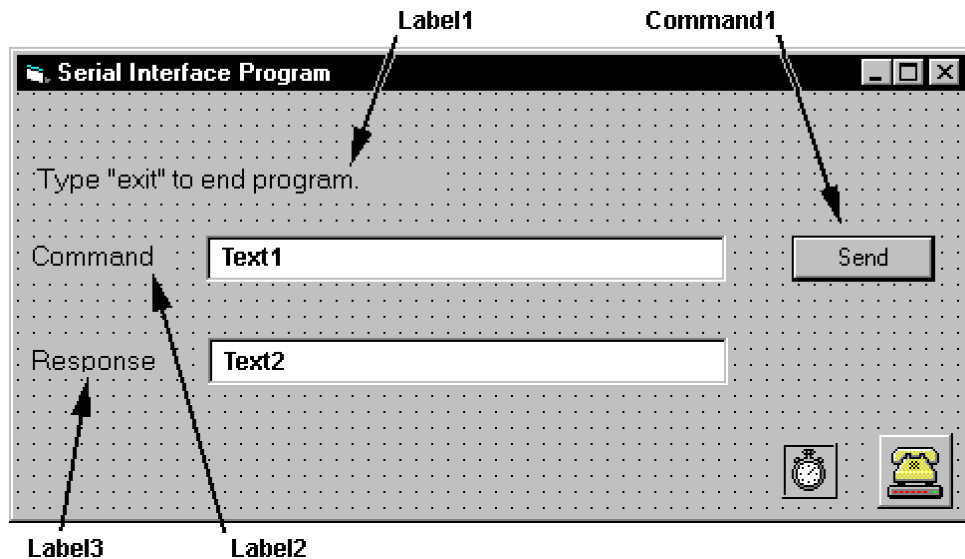 Label1 Command1
Serial Interface Program
Type "exit" to end program.
Command Text1 Send
Response Text2
Label3 Label2